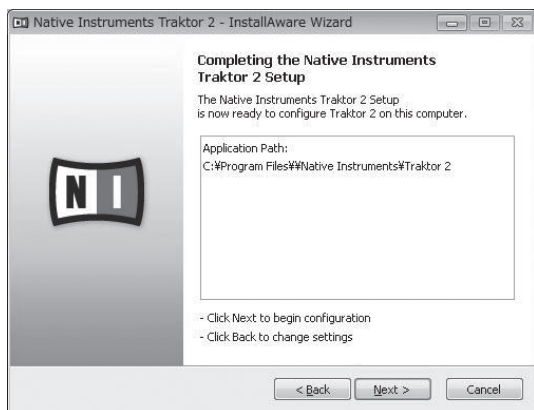 Native Instruments Traktor 2 - InstallAware Wizard
Completing the Native Instruments
Traktor 2 Setup
The Native Instruments Traktor 2 Setup
is now ready to configure Traktor 2 on this computer.
Application Path:
C:¥Program Files¥¥Native Instruments¥Traktor 2
NI
- Click Next to begin configuration
- Click Back to change settings
< Back
Next >
Cancel